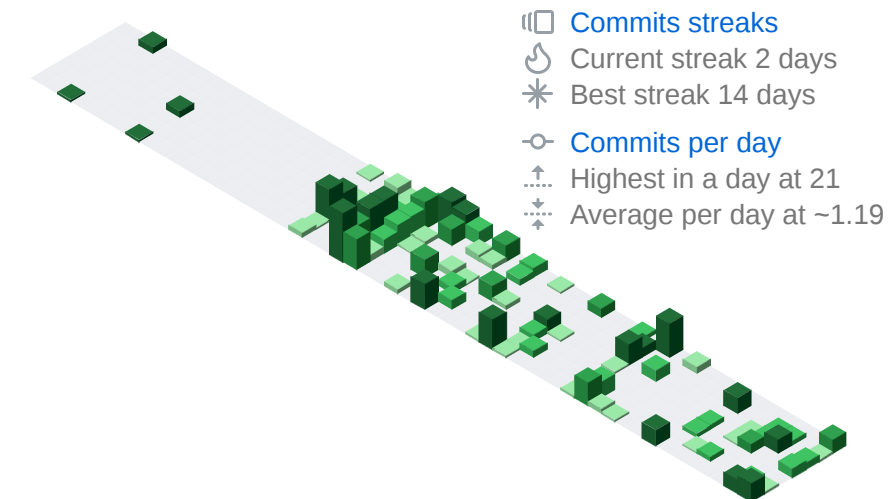 Commits streaks
Current streak 2 days
Best streak 14 days
Commits per day
Highest in a day at 21
Average per day at ~1.19